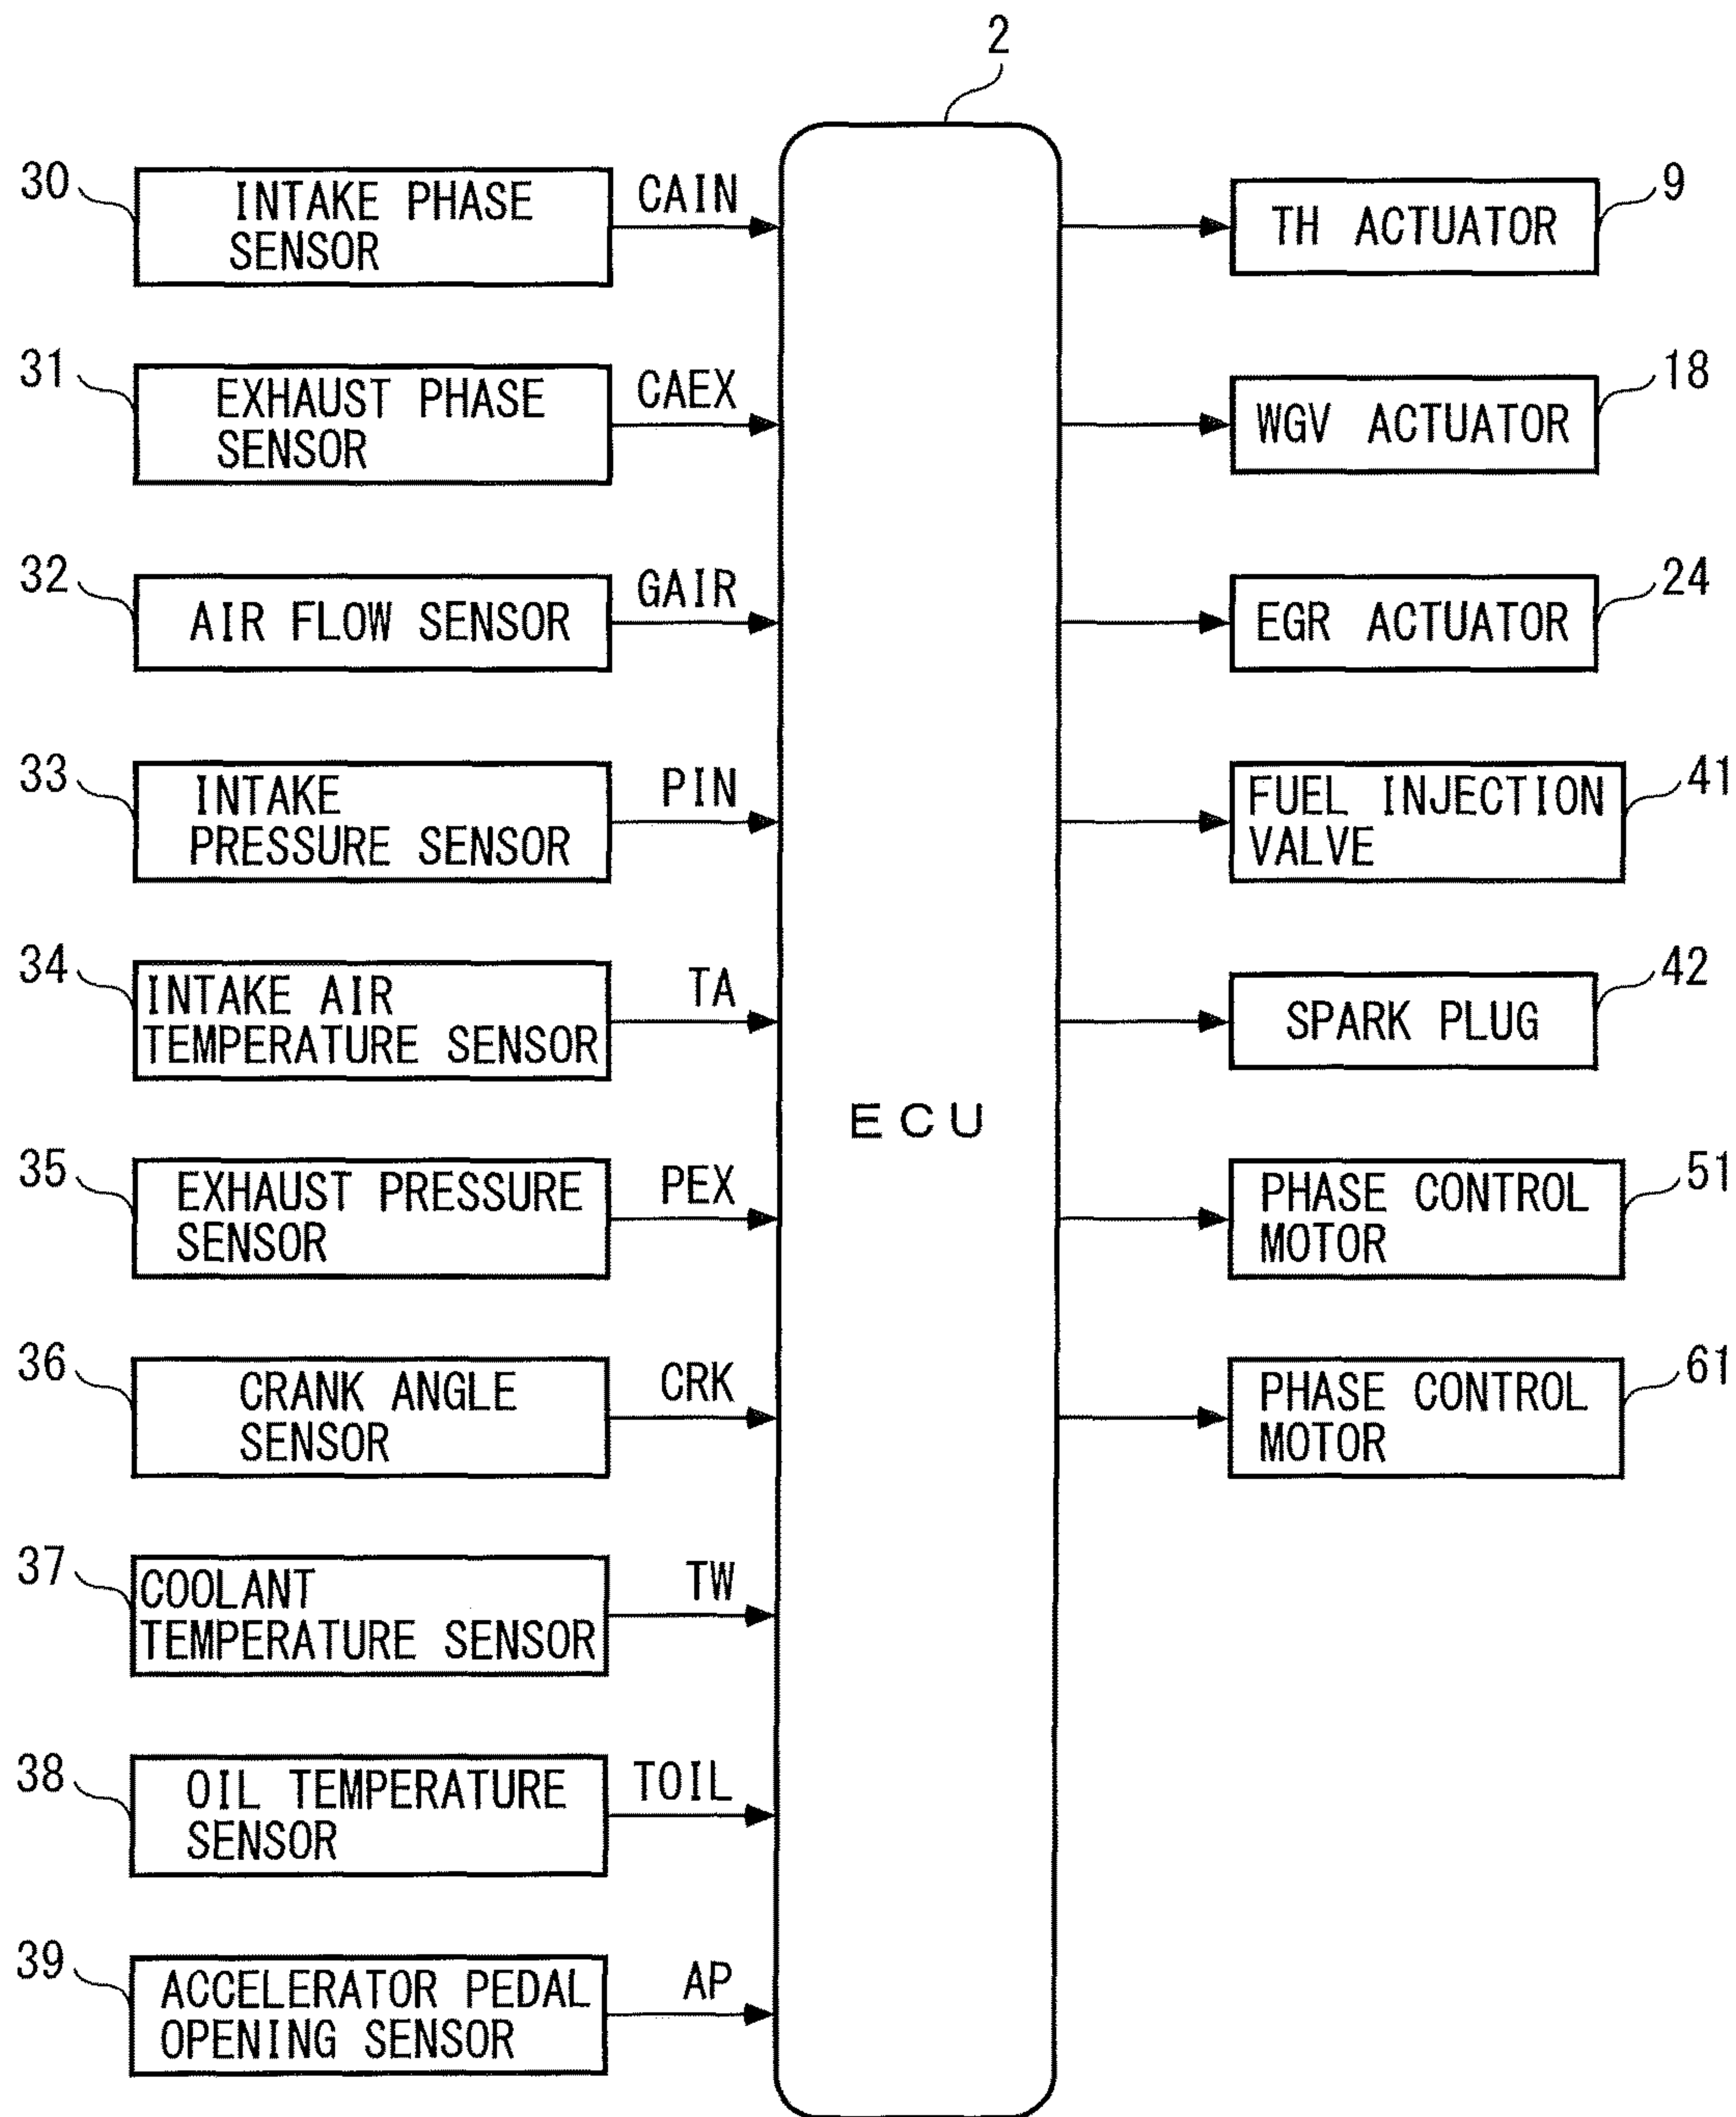 2
30
INTAKE PHASE
SENSOR
CAIN
TH ACTUATOR
9
31
EXHAUST PHASE
SENSOR
CAEX
WGV ACTUATOR
18
32
AIR FLOW SENSOR
GAIR
EGR ACTUATOR
24
33
INTAKE
PRESSURE SENSOR
PIN
FUEL INJECTION
VALVE
41
34
INTAKE AIR
TEMPERATURE SENSOR
TA
SPARK PLUG
42
ECU
35
EXHAUST PRESSURE
SENSOR
PEX
PHASE CONTROL
MOTOR
51
36
CRANK ANGLE
SENSOR
CRK
PHASE CONTROL
MOTOR
61
37
COOLANT
TEMPERATURE SENSOR
TW
38
OIL TEMPERATURE
SENSOR
TOIL
39
ACCELERATOR PEDAL
OPENING SENSOR
AP